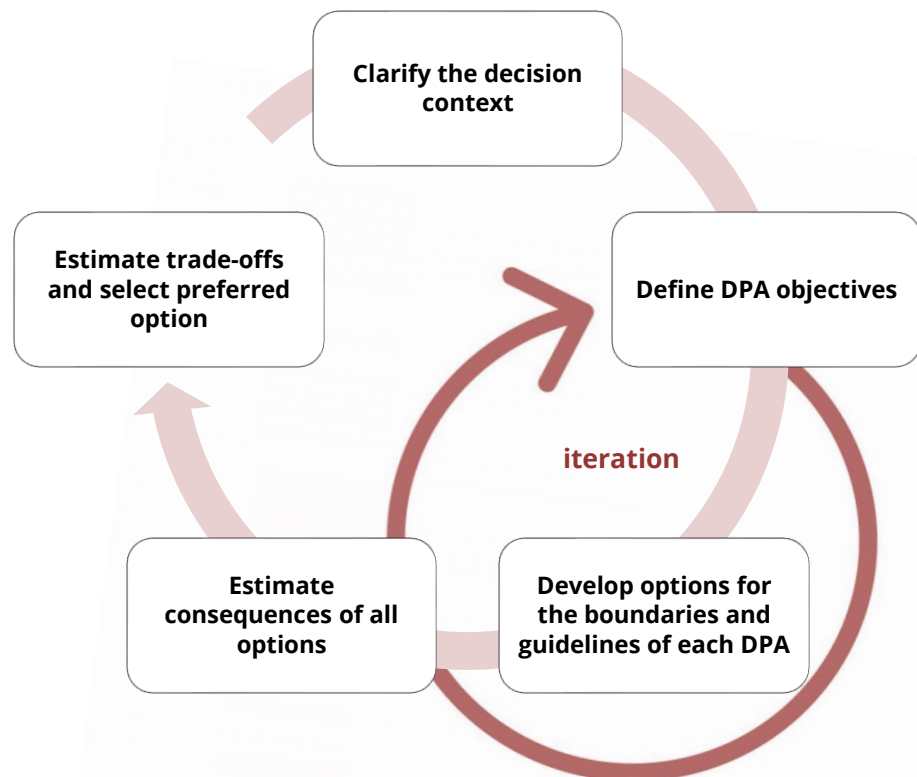 Clarify the decision
context
Define DPA objectives
Develop options for
the boundaries and
guidelines of each DPA
Estimate
consequences of all
options
Estimate trade-offs
and select preferred
option
iteration